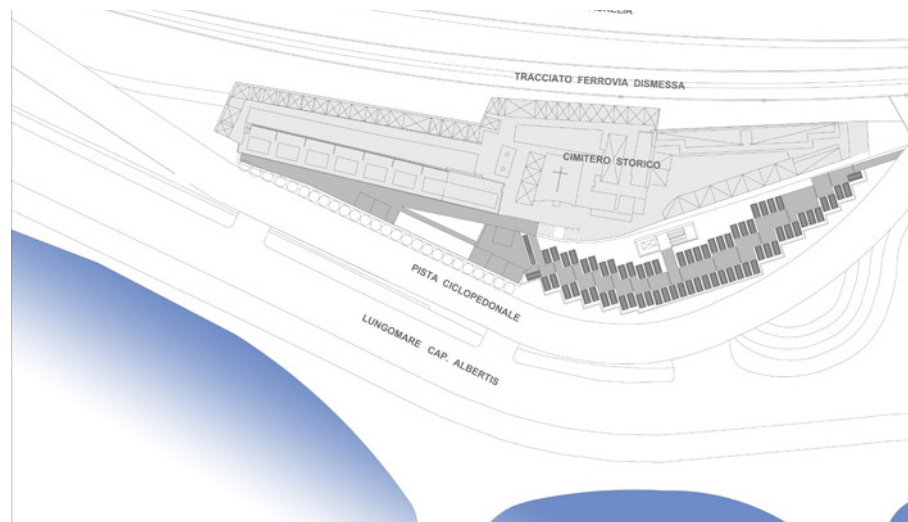 TRACCIATO FERROVIA DISMESSA
CIMITERO STORICO
PISTA CICLOPEDONALE
LUNGOMARE CAP. ALBERTIS